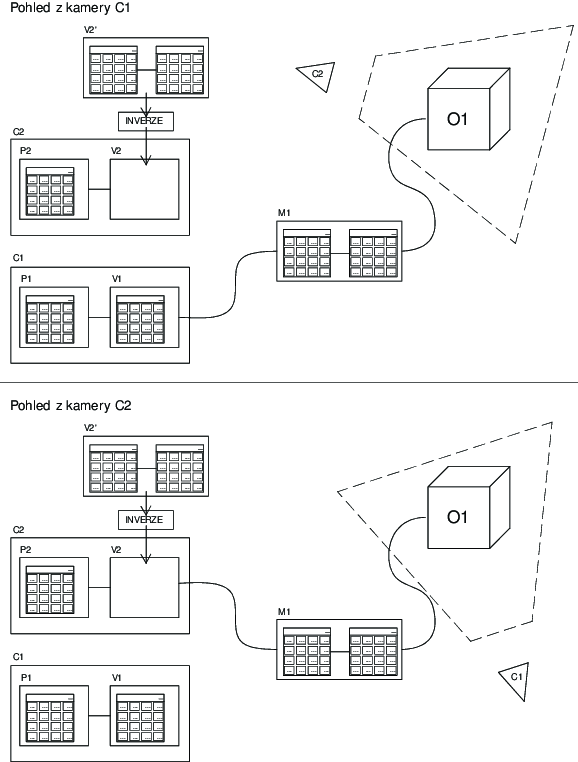 Pohled z kamery C1
V2'
C2
INVERZE
O1
C2
P2
V2
M1
C1
P1
V1
Pohled z kamery C2
V2'
O1
INVERZE
C2
P2
V2
M1
C1
C1
P1
V1